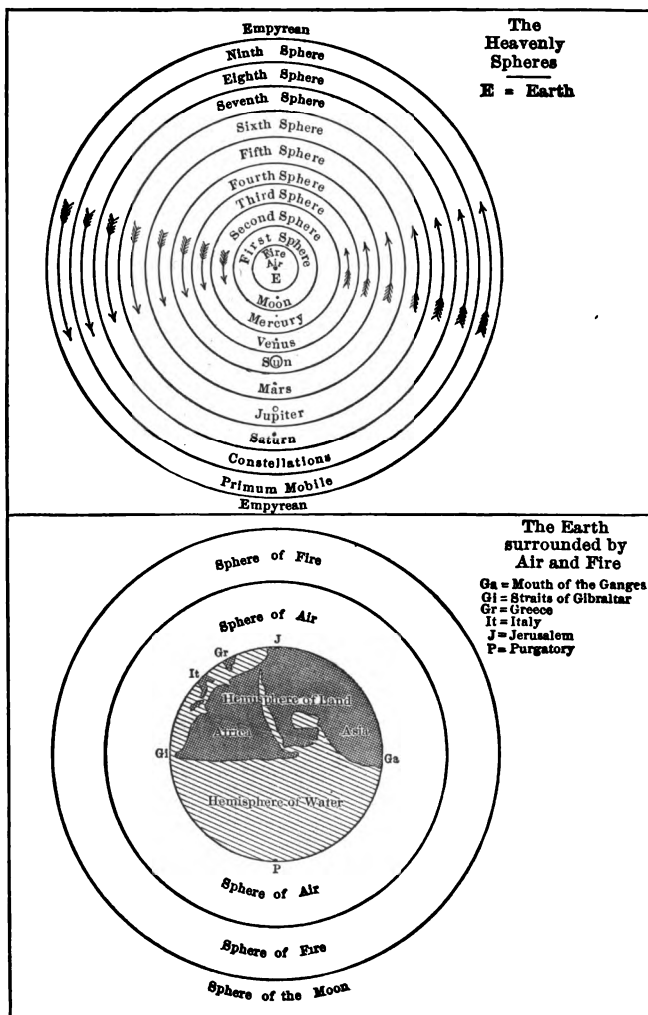 The
Heavenly
Spheres
E = Earth
Empyrean
Ninth Sphere
Eighth Sphere
Seventh Sphere
Sixth Sphere
Fifth Sphere
Fourth Sphere
Third Sphere
Second Sphere
First Sphere
Fire
Air
E
Moon
Mercury
Venus
Sun
Mars
Jupiter
Saturn
Constellations
Primum Mobile
Empyrean
The Earth
surrounded by
Air and Fire
Ga = Mouth of the Ganges
Gi = Straits of Gibraltar
Gr = Greece
It = Italy
J = Jerusalem
P = Purgatory
Sphere of Fire
Sphere of Air
J
Gr
It
Hemisphere of Land
Africa
Asia
Gi
Ga
Hemisphere of Water
P
Sphere of Air
Sphere of Fire
Sphere of the Moon